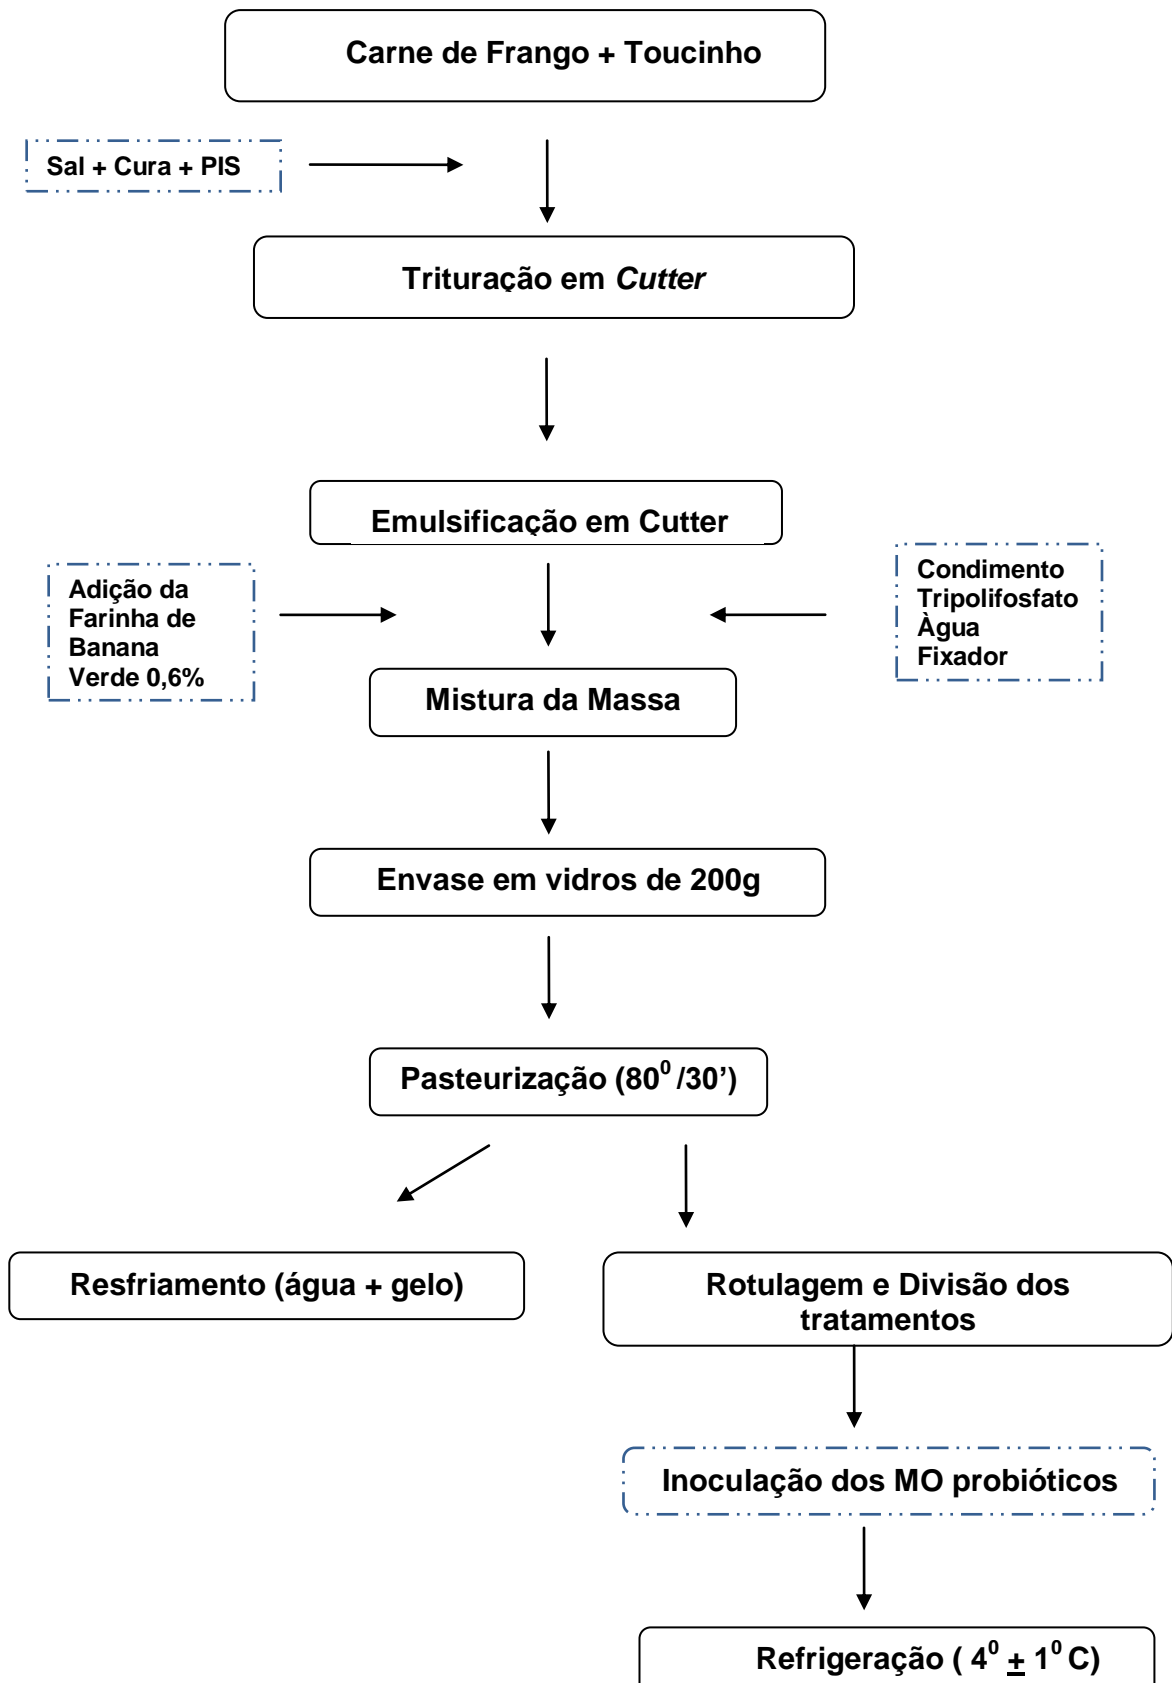 Carne de Frango + Toucinho
Sal + Cura + PIS
Trituração em Cutter
Emulsificação em Cutter
Adição da
Farinha de
Banana
Verde 0,6%
Condimento
Tripolifosfato
Àgua
Fixador
Mistura da Massa
Envase em vidros de 200g
Pasteurização (80⁰ /30’)
Resfriamento (água + gelo)
Rotulagem e Divisão dos
tratamentos
Inoculação dos MO probióticos
Refrigeração ( 4⁰ ± 1⁰ C)